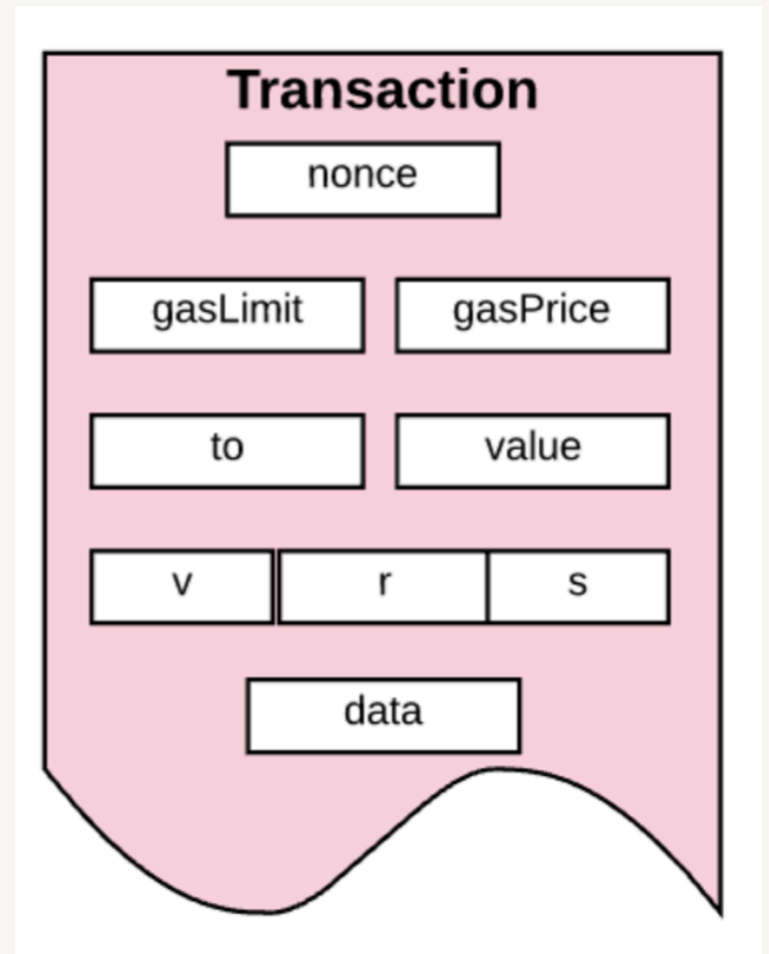 Transaction
nonce
gasLimit gasPrice
to value
v r s
data